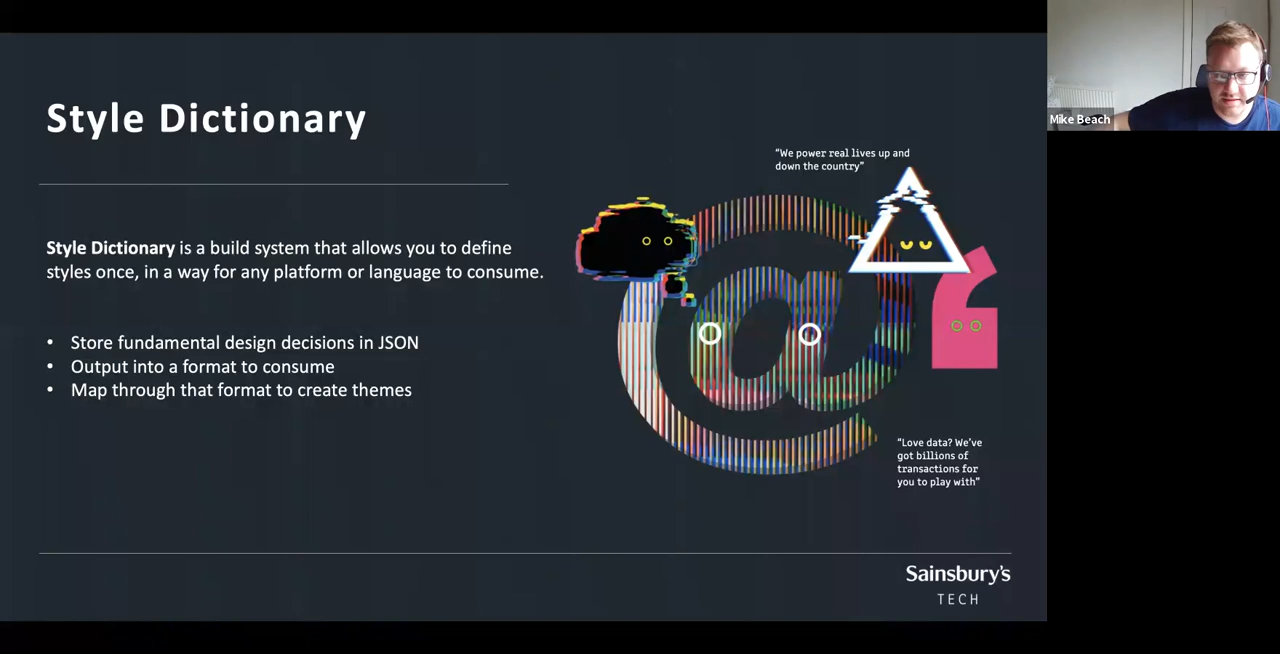 Style Dictionary
Mike Beach
"We power real lives up and
down the country"
Style Dictionary is a build system that allows you to define
styles once, in a way for any platform or language to consume.
• Store fundamental design decisions in JSON
• Output into a format to consume
• Map through that format to create themes
"Love data? We've
got billions of
transactions for
you to play with"
Sainsbury's
TECH